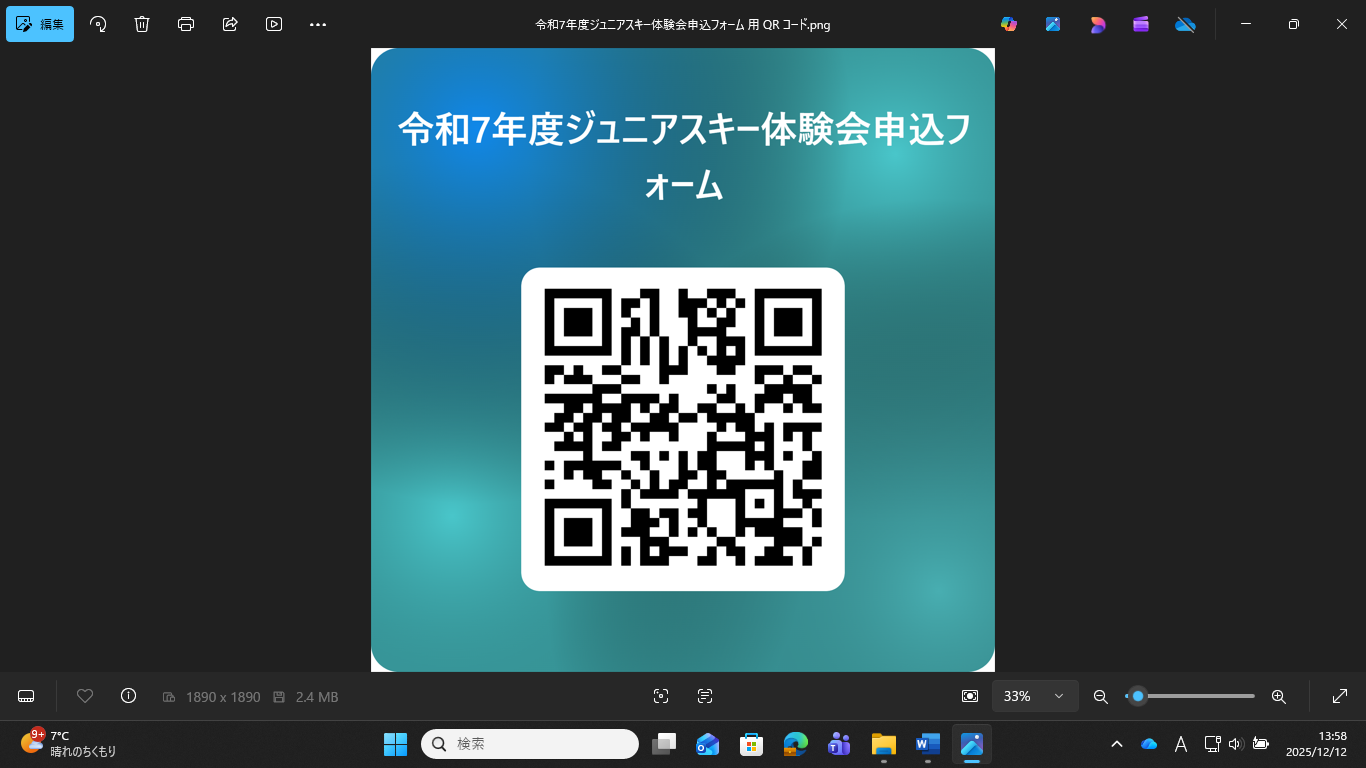 編集
令和7年度ジュニアスキー体験会申込フォーム 用 QR コード.png
令和7年度ジュニアスキー体験会申込フ
ォーム
1890 x 1890
2.4 MB
33%
9+
7°C
晴れのちくもり
検索
A
13:58
2025/12/12